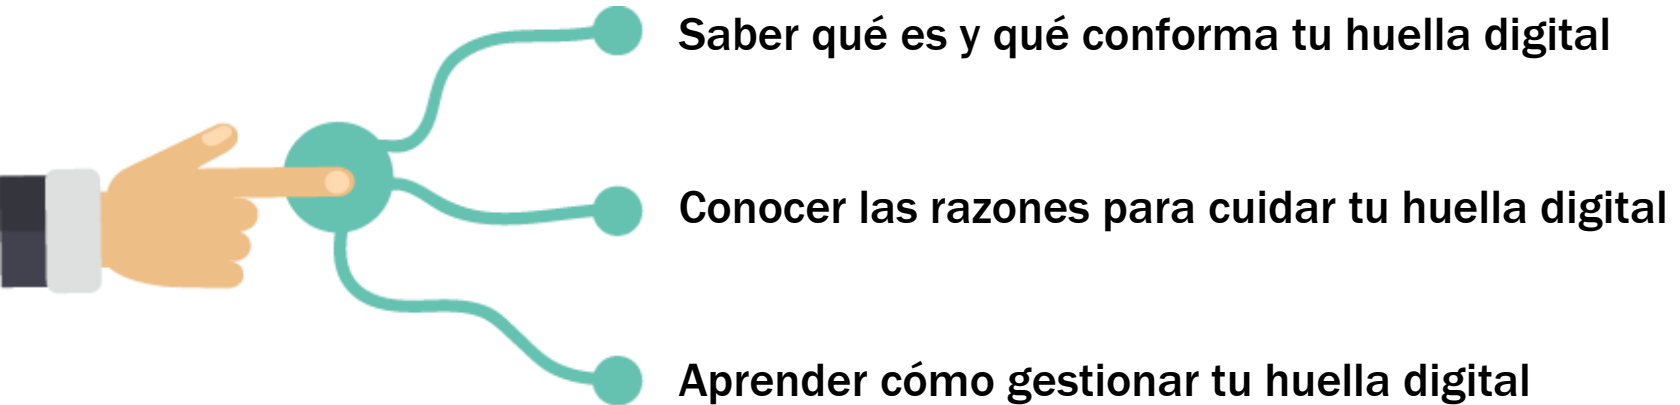 Saber qué es y qué conforma tu huella digital
Conocer las razones para cuidar tu huella digital
Aprender cómo gestionar tu huella digital